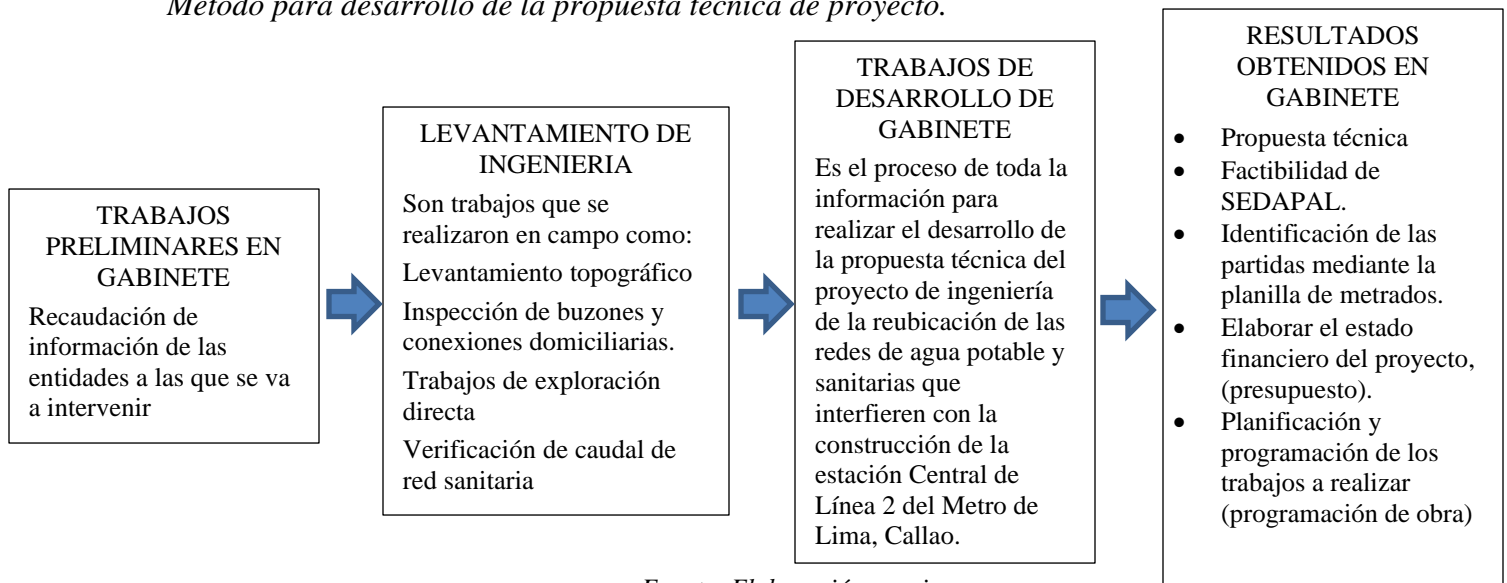 Método para desarrollo de la propuesta técnica de proyecto.
TRABAJOS
PRELIMINARES EN
GABINETE
Recaudación de
información de las
entidades a las que se va
a intervenir
LEVANTAMIENTO DE
INGENIERIA
Son trabajos que se
realizaron en campo como:
Levantamiento topográfico
Inspección de buzones y
conexiones domiciliarias.
Trabajos de exploración
directa
Verificación de caudal de
red sanitaria
TRABAJOS DE
DESARROLLO DE
GABINETE
Es el proceso de toda la
información para
realizar el desarrollo de
la propuesta técnica del
proyecto de ingeniería
de la reubicación de las
redes de agua potable y
sanitarias que
interfieren con la
construcción de la
estación Central de
Línea 2 del Metro de
Lima, Callao.
RESULTADOS
OBTENIDOS EN
GABINETE
• Propuesta técnica
• Factibilidad de
SEDAPAL.
• Identificación de las
partidas mediante la
planilla de metrados.
• Elaborar el estado
financiero del proyecto,
(presupuesto).
• Planificación y
programación de los
trabajos a realizar
(programación de obra)